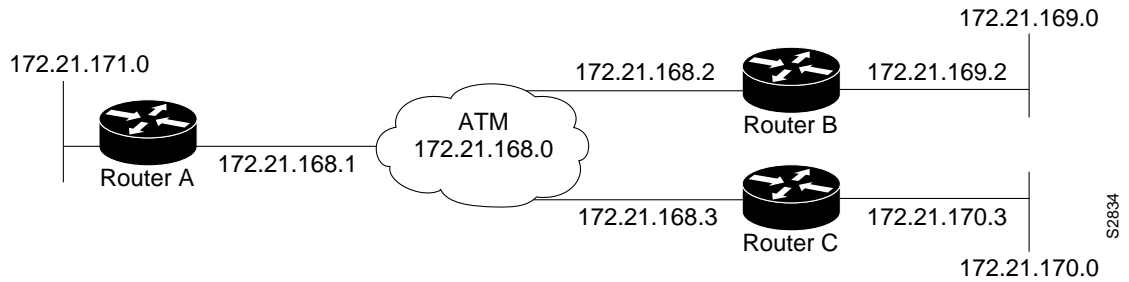 172.21.169.0
172.21.171.0
172.21.168.2
172.21.169.2
ATM
172.21.168.0
Router B
172.21.168.1
Router A
172.21.168.3
172.21.170.3
Router C
S2834
172.21.170.0